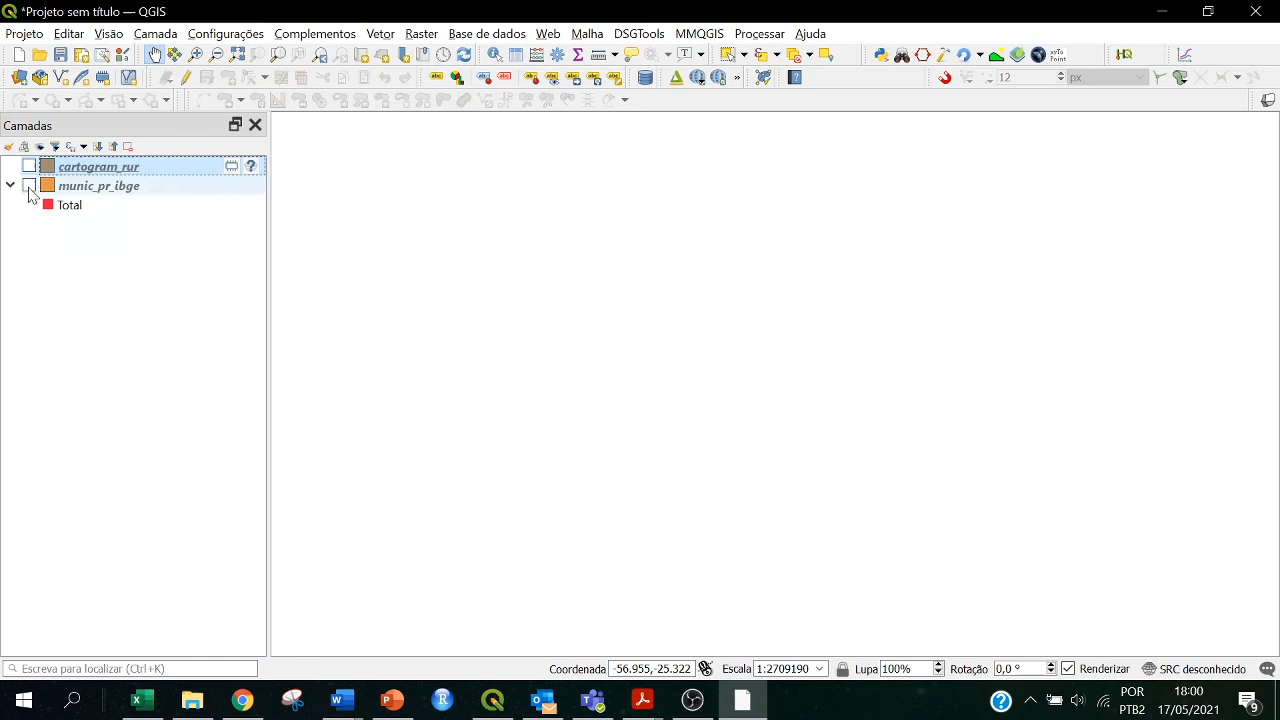 *Projeto sem título — QGIS
Projeto Editar Visão Camada Configurações Complementos Vetor Raster Base de dados Web Malha DSGTools MMQGIS Processar Ajuda
12 px
Camadas
cartogram_rur
munic_pr_ibge
Total
Escreva para localizar (Ctrl+K)
Coordenada -56.955,-25.322 Escala 1:2709190 Lupa 100% Rotação 0,0 ° Renderizar SRC desconhecido
POR
PTB2
18:00
17/05/2021
9